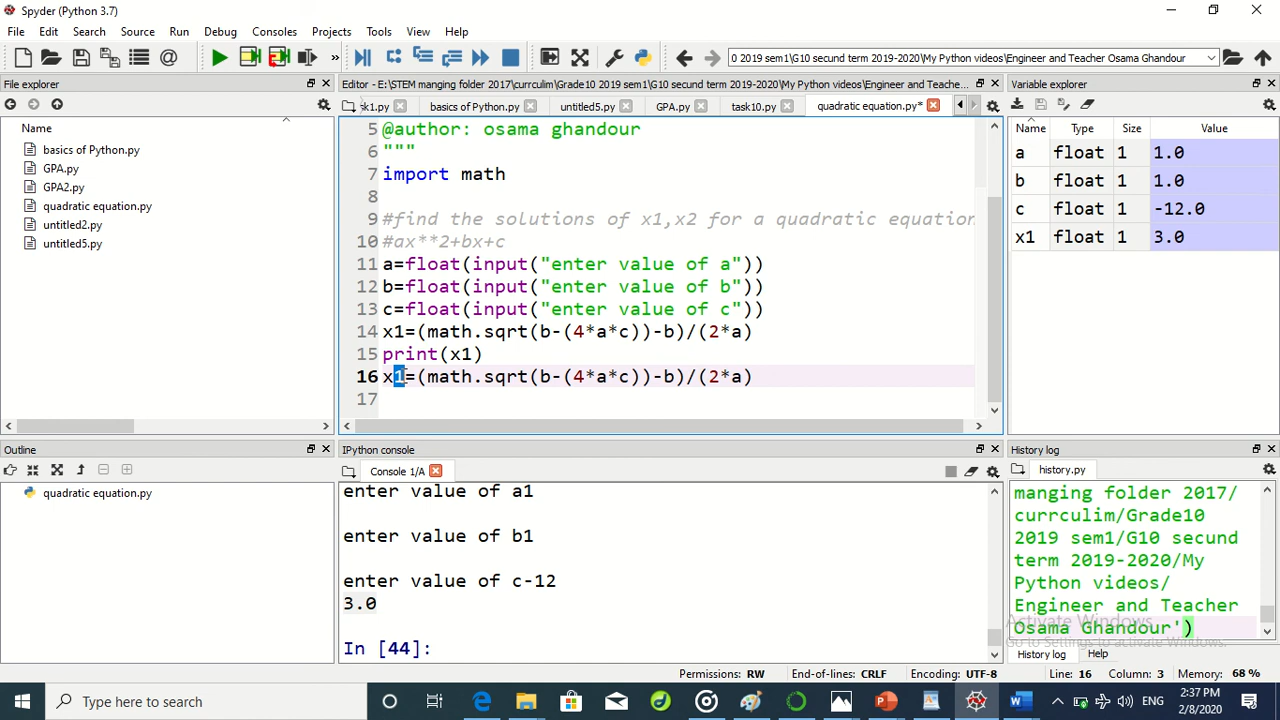 Spyder (Python 3.7)
File Edit Search Source Run Debug Consoles Projects Tools View Help
0 2019 sem1\G10 secund term 2019-2020\My Python videos\Engineer and Teacher Osama Ghandour
File explorer
Name
basics of Python.py
GPA.py
GPA2.py
quadratic equation.py
untitled2.py
untitled5.py
Editor - E:\STEM manging folder 2017\currculim\Grade10 2019 sem1\G10 secund term 2019-2020\My Python videos\Engineer and Teache...
sk1.py basics of Python.py untitled5.py GPA.py task10.py quadratic equation.py*
5 @author: osama ghandour
6 """
7 import math
8
9 #find the solutions of x1,x2 for a quadratic equation
10 #ax**2+bx+c
11 a=float(input("enter value of a"))
12 b=float(input("enter value of b"))
13 c=float(input("enter value of c"))
14 x1=(math.sqrt(b-(4*a*c))-b)/(2*a)
15 print(x1)
16 x1=(math.sqrt(b-(4*a*c))-b)/(2*a)
17
Variable explorer
Name Type Size Value
a float 1 1.0
b float 1 1.0
c float 1 -12.0
x1 float 1 3.0
Outline
quadratic equation.py
IPython console
Console 1/A
enter value of a1
enter value of b1
enter value of c-12
3.0
In [44]:
History log
history.py
manging folder 2017/
currculim/Grade10
2019 sem1/G10 secund
term 2019-2020/My
Python videos/
Engineer and Teacher
Osama Ghandour')
Activate Windows
Go to Settings to activate Windows.
History log Help
Permissions: RW End-of-lines: CRLF Encoding: UTF-8 Line: 16 Column: 3 Memory: 68 %
Type here to search
ENG
2:37 PM
2/8/2020